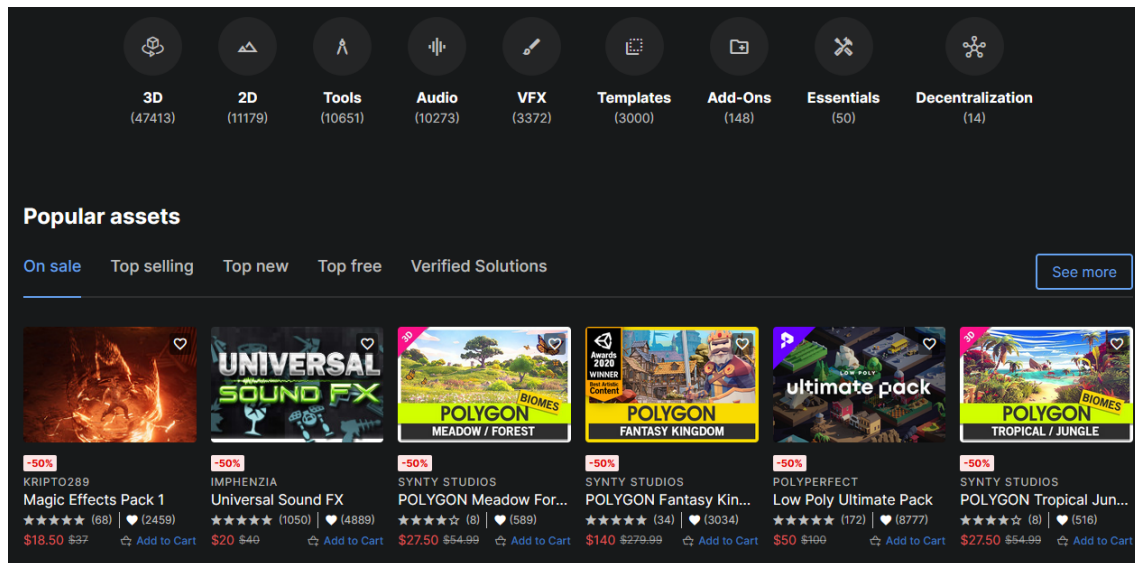 3D
(47413)
2D
(11179)
Tools
(10651)
Audio
(10273)
VFX
(3372)
Templates
(3000)
Add-Ons
(148)
Essentials
(50)
Decentralization
(14)
Popular assets
On sale
Top selling
Top new
Top free
Verified Solutions
See more
-50%
KRIPTO289
Magic Effects Pack 1
(68)
(2459)
$18.50 $37
Add to Cart
UNIVERSAL
SOUND FX
-50%
IMPHENZIA
Universal Sound FX
(1050)
(4889)
$20 $40
Add to Cart
3D
BIOMES
POLYGON
MEADOW / FOREST
-50%
SYNTY STUDIOS
POLYGON Meadow For...
(8)
(589)
$27.50 $54.99
Add to Cart
Awards
2020
WINNER
Best Artistic
Content
POLYGON
FANTASY KINGDOM
-50%
SYNTY STUDIOS
POLYGON Fantasy Kin...
(34)
(3034)
$140 $279.99
Add to Cart
LOW POLY
ultimate pack
-50%
POLYPERFECT
Low Poly Ultimate Pack
(172)
(8777)
$50 $100
Add to Cart
3D
BIOMES
POLYGON
TROPICAL / JUNGLE
-50%
SYNTY STUDIOS
POLYGON Tropical Jun...
(8)
(516)
$27.50 $54.99
Add to Cart